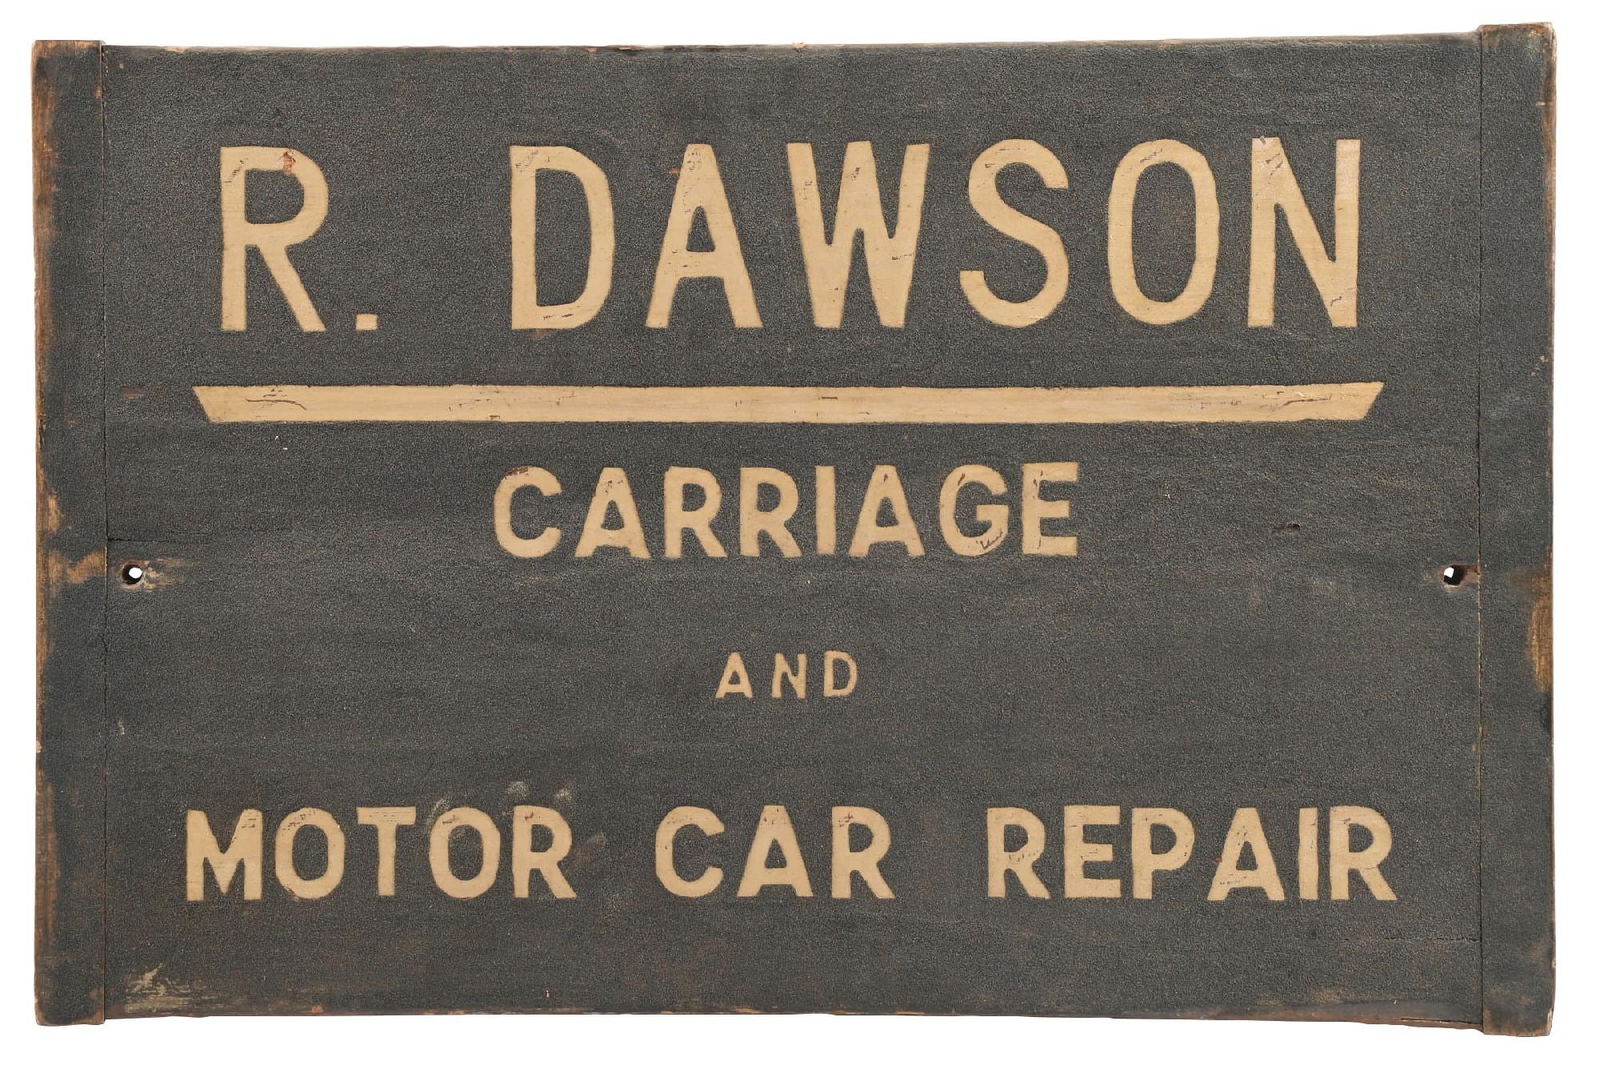 R. DAWSON
CARRIAGE
AND
MOTOR CAR REPAIR